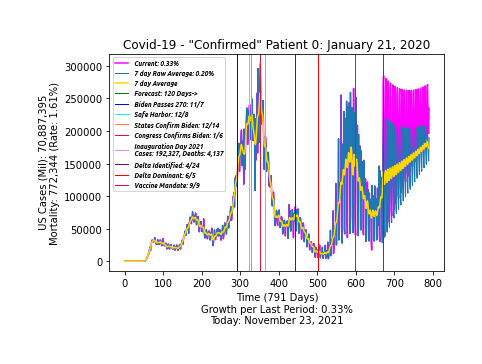 Covid-19 - "Confirmed" Patient 0: January 21, 2020
US Cases (Mil): 70,887,395
Mortality: 772,344 (Rate: 1.61%)
300000
250000
200000
150000
100000
50000
0
Current: 0.33%
7 day Raw Average: 0.20%
7 day Average
Forecast: 120 Days->
Biden Passes 270: 11/7
Safe Harbor: 12/8
States Confirm Biden: 12/14
Congress Confirms Biden: 1/6
Inauguration Day 2021
Cases: 192,327, Deaths: 4,137
Delta Identified: 4/24
Delta Dominant: 6/5
Vaccine Mandate: 9/9
0 100 200 300 400 500 600 700 800
Time (791 Days)
Growth per Last Period: 0.33%
Today: November 23, 2021